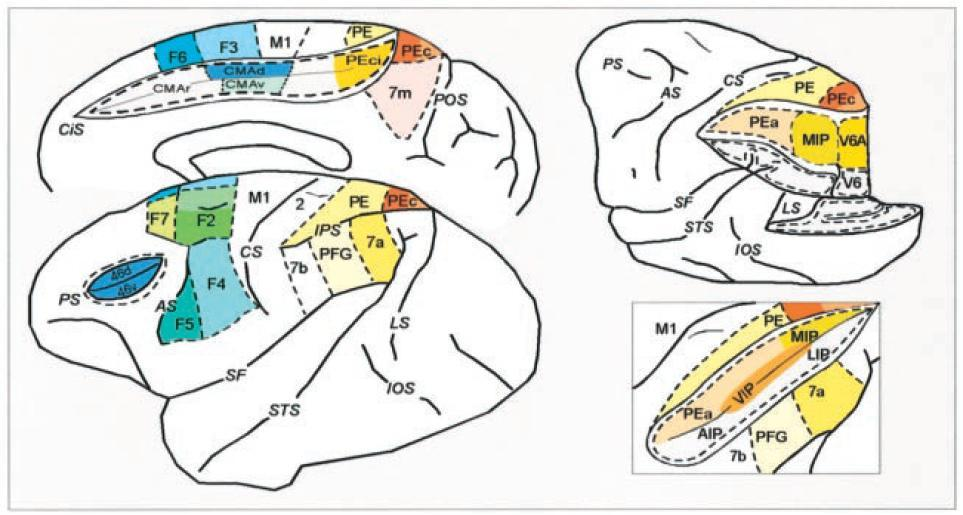 F6 F3 M1 PE PEc
CMAd PEci
CMAr CMAv 7m
CiS POS
F7 F2 M1 2 PE PEc
IPS
CS 7b PFG 7a
46d
46v
PS AS F4
F5 LS
SF IOS
STS
PS AS CS PE PEc
PEa MIP V6A
V6
SF LS
STS IOS
M1 PE MIP
LIP
VIP 7a
PEa AIP
7b PFG